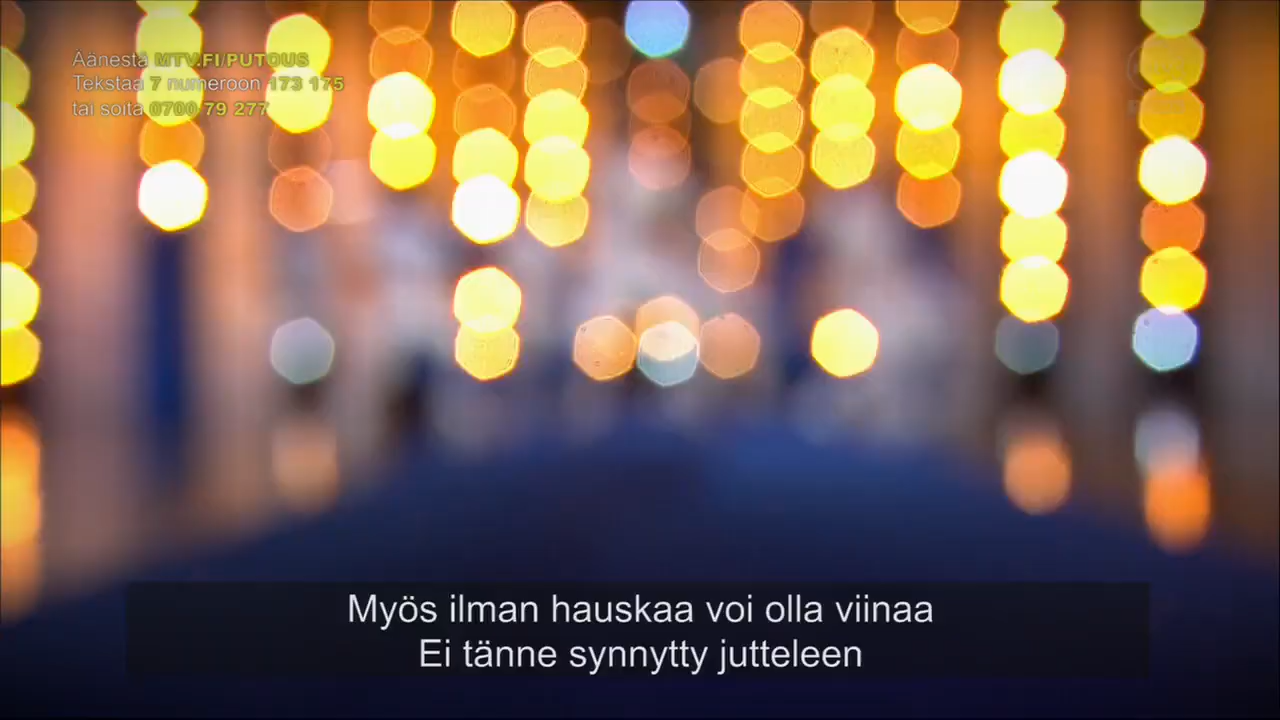 Äänestä MTV.FI/PUTOUS
Tekstaa 7 numeroon 173 175
tai soita 0700 79 277
Myös ilman hauskaa voi olla viinaa
Ei tänne synnytty jutteleen